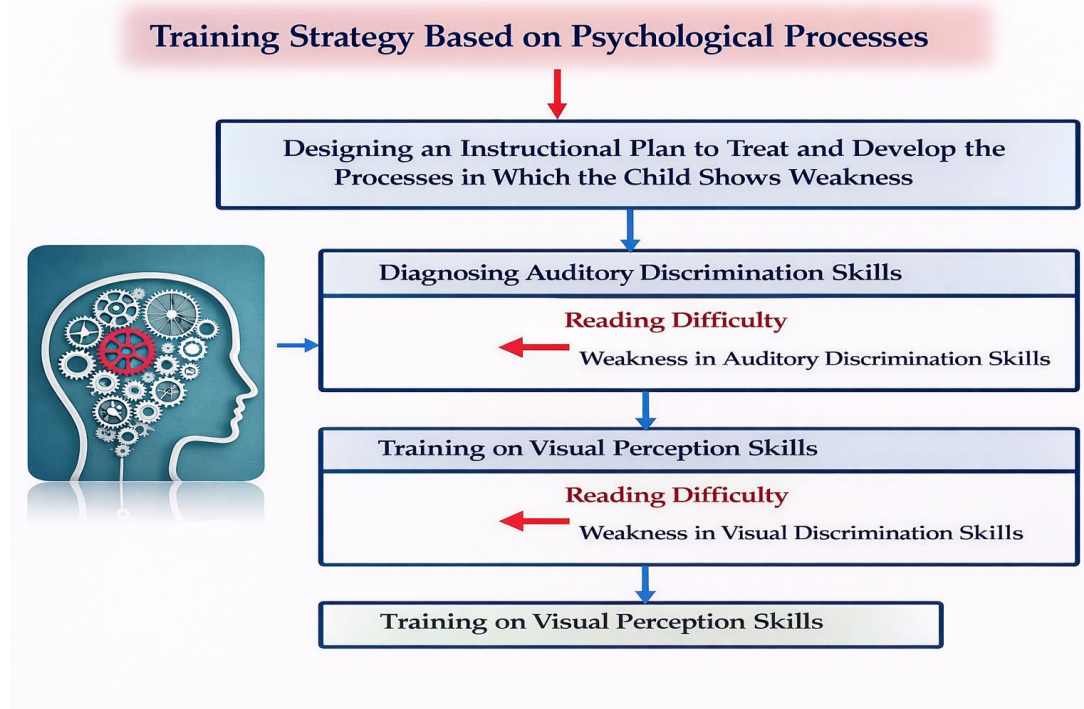 Training Strategy Based on Psychological Processes
Designing an Instructional Plan to Treat and Develop the
Processes in Which the Child Shows Weakness
Diagnosing Auditory Discrimination Skills
Reading Difficulty
Weakness in Auditory Discrimination Skills
Training on Visual Perception Skills
Reading Difficulty
Weakness in Visual Discrimination Skills
Training on Visual Perception Skills